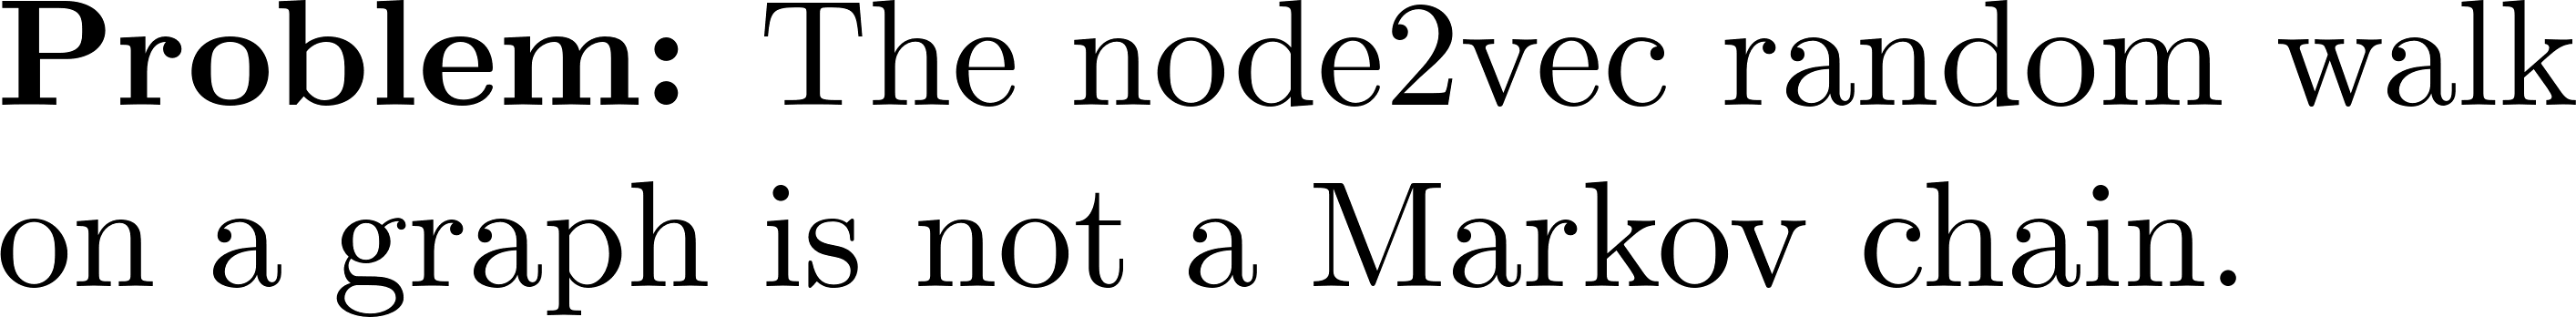 Problem: The node2vec random walk
on a graph is not a Markov chain.